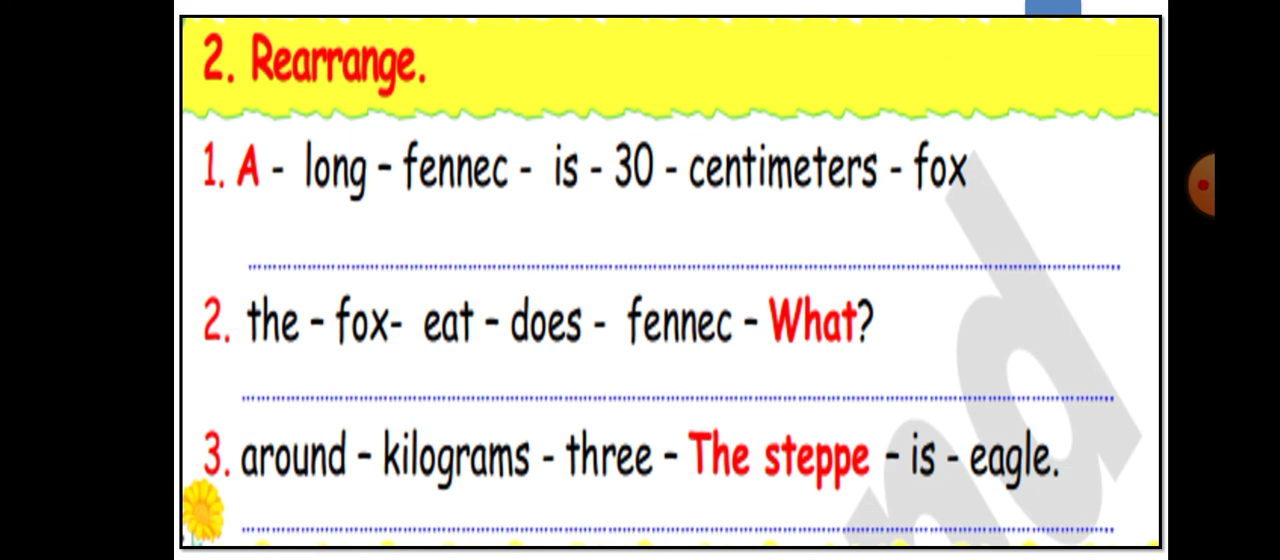 2. Rearrange.
1. A - long – fennec - is - 30 - centimeters - fox
2. the – fox- eat – does - fennec – What?
3. around – kilograms - three – The steppe – is - eagle.
nd